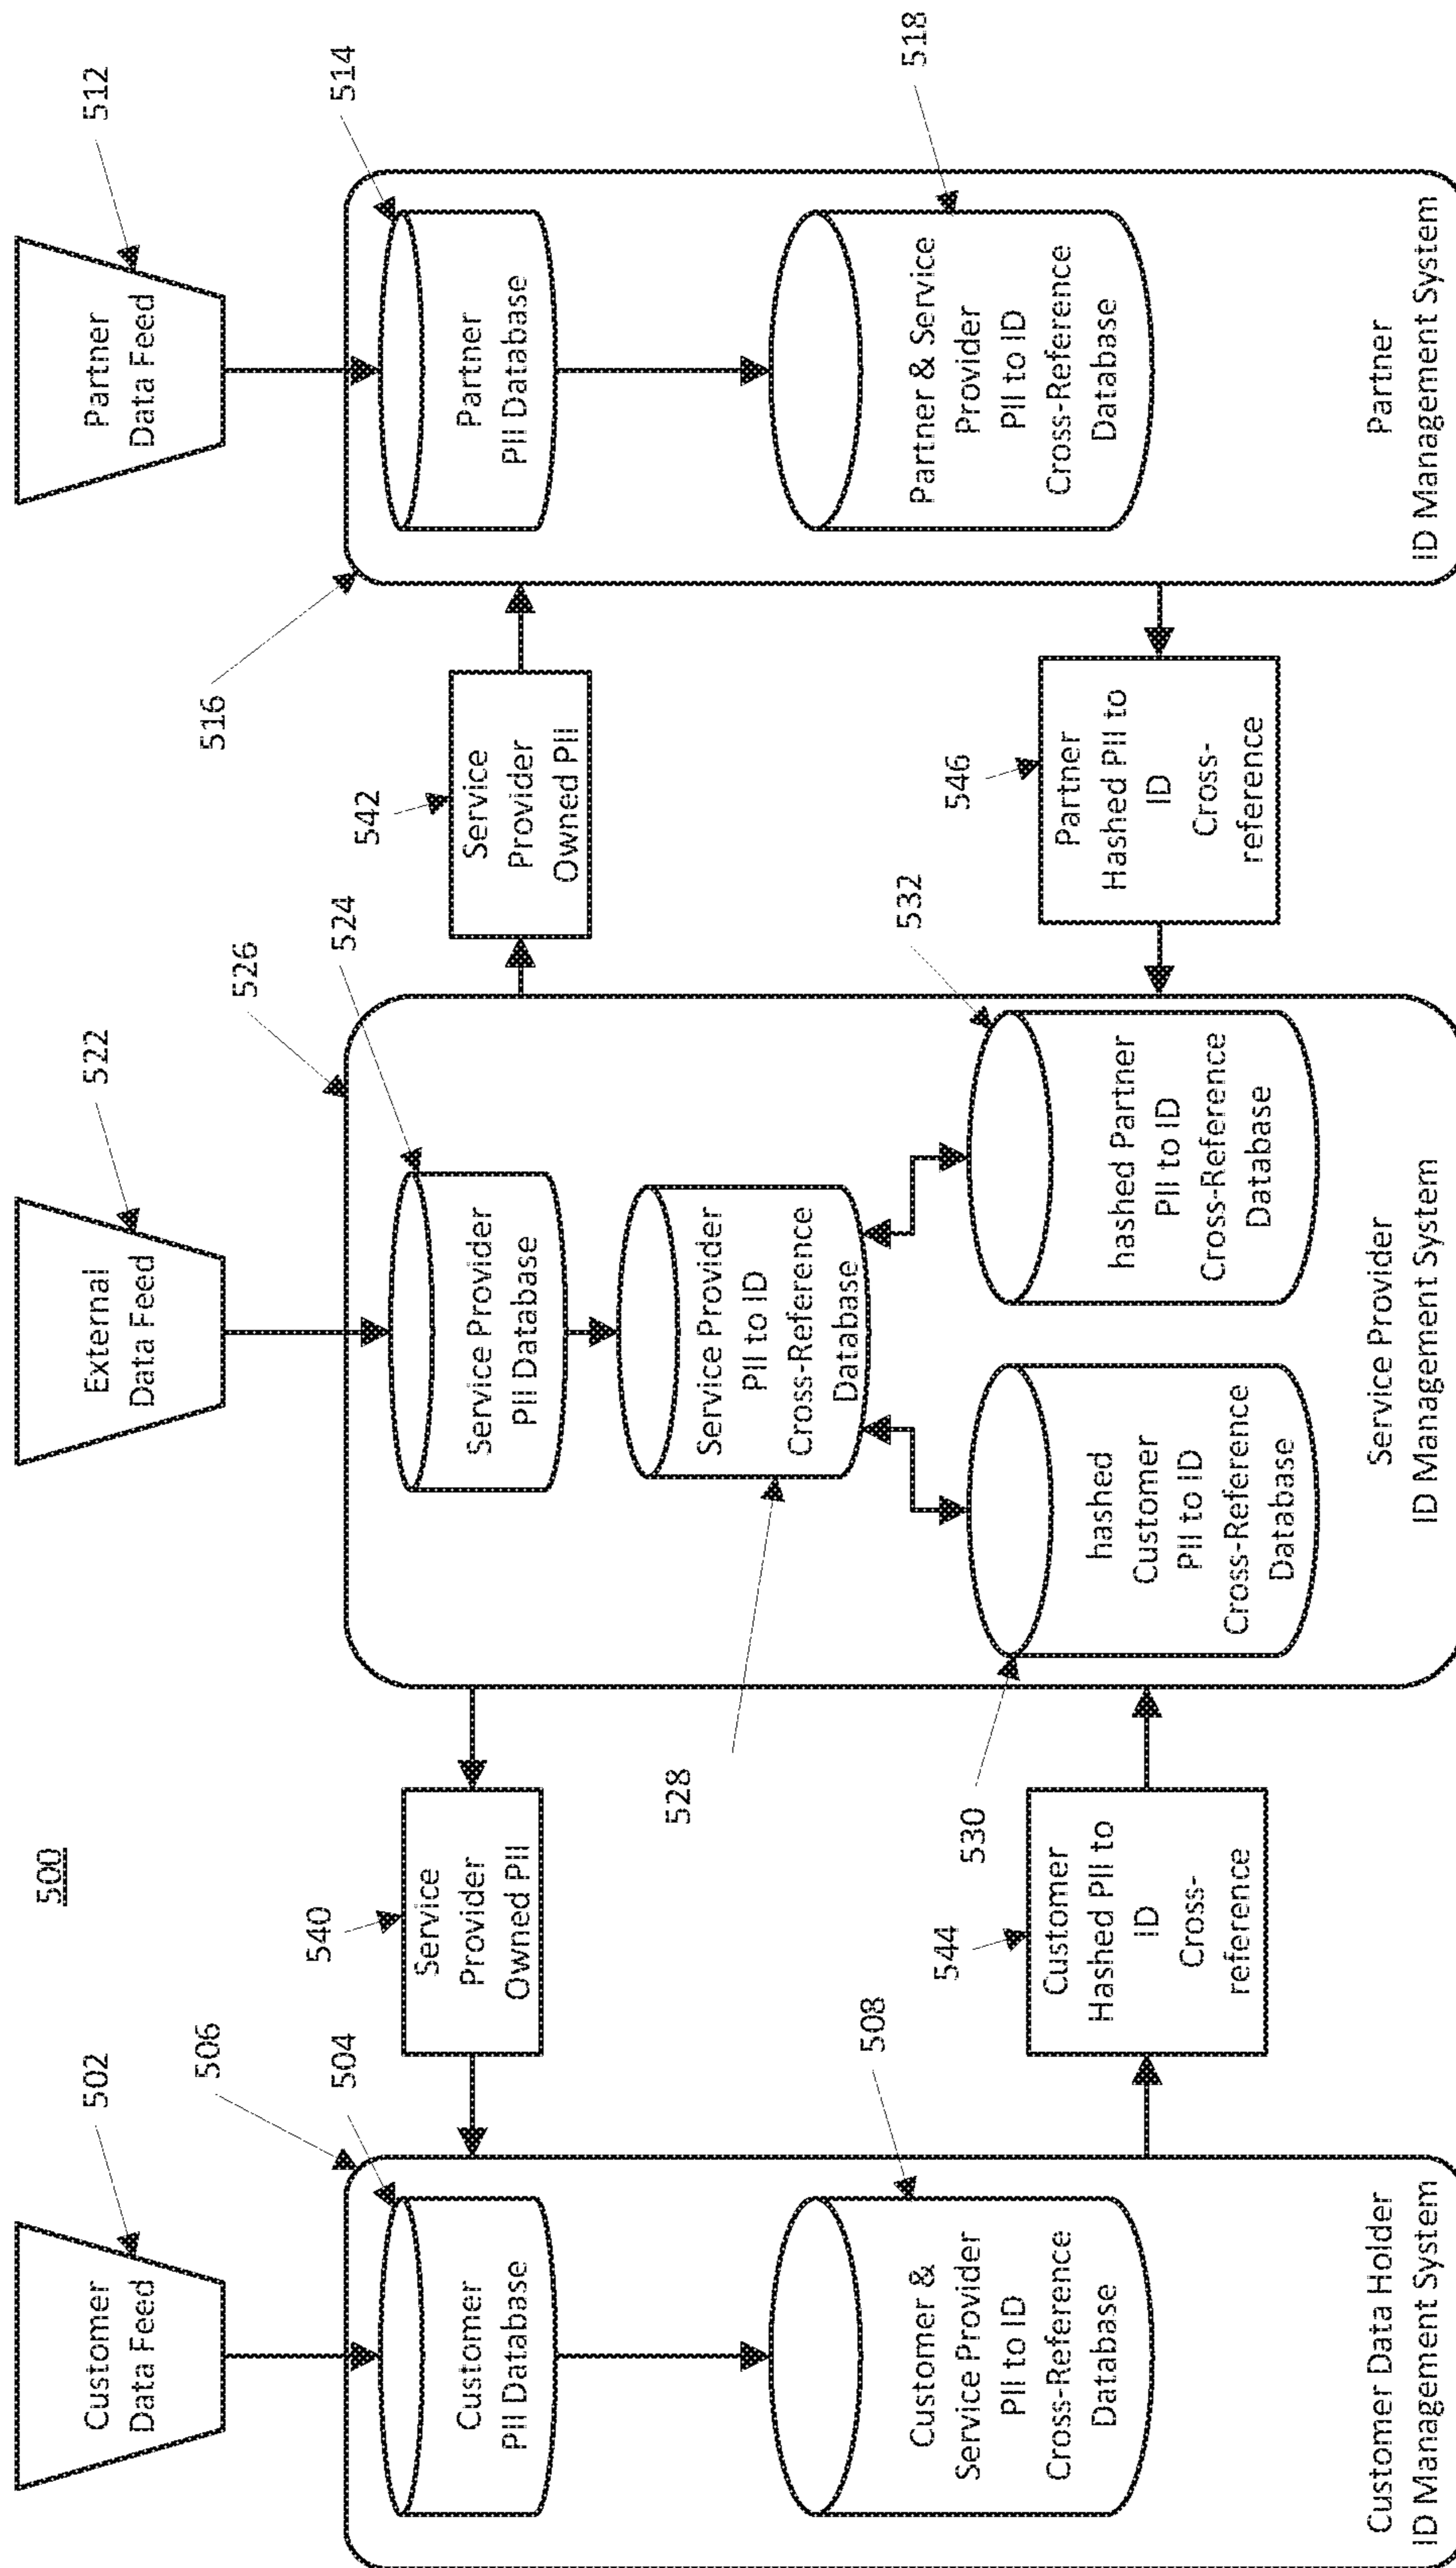 500
502
Customer
Data Feed
506
504
Customer
PII Database
508
Customer &
Service Provider
PII to ID
Cross-Reference
Database
Customer Data Holder
ID Management System
540
Service
Provider
Owned PII
544
Customer
Hashed PII to
ID
Cross-
reference
522
External
Data Feed
526
524
Service Provider
PII Database
528
Service Provider
PII to ID
Cross-Reference
Database
530
hashed
Customer
PII to ID
Cross-Reference
Database
532
hashed Partner
PII to ID
Cross-Reference
Database
Service Provider
ID Management System
542
Service
Provider
Owned PII
546
Partner
Hashed PII to
ID
Cross-
reference
512
Partner
Data Feed
516
514
Partner
PII Database
518
Partner & Service
Provider
PII to ID
Cross-Reference
Database
Partner
ID Management System